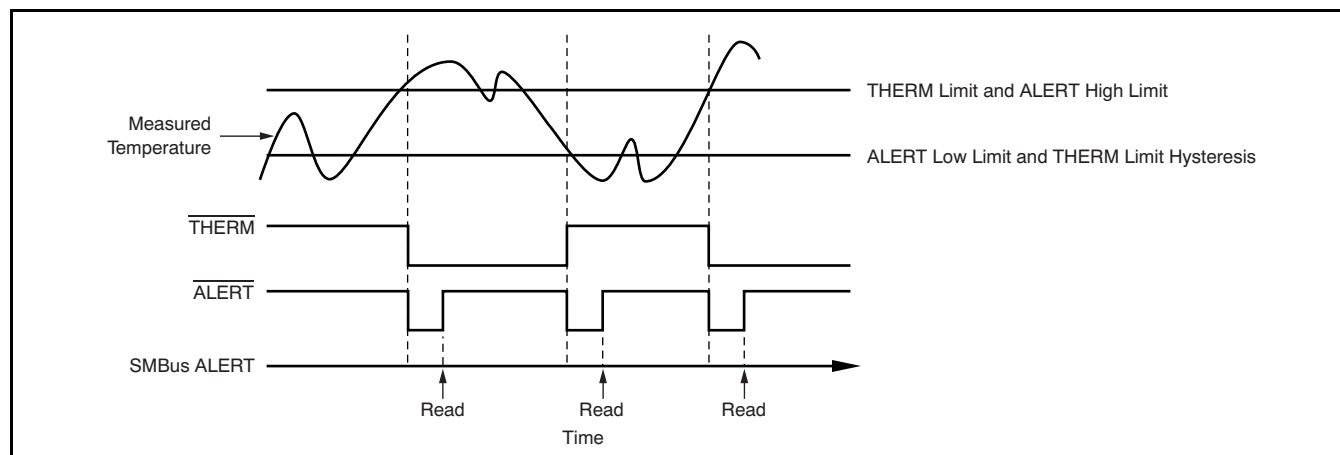 THERM Limit and ALERT High Limit
Measured
Temperature
ALERT Low Limit and THERM Limit Hysteresis
THERM
ALERT
SMBus ALERT
Read
Read
Read
Time